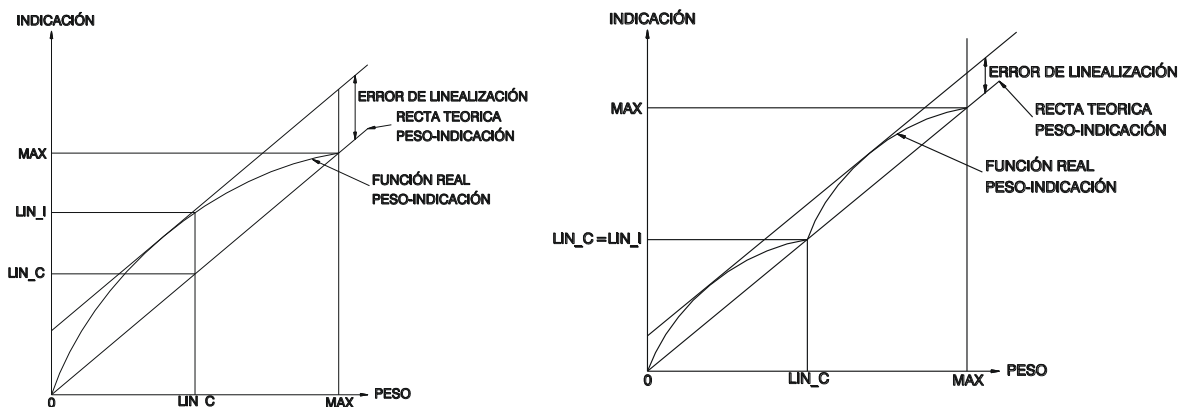 INDICACIÓN
ERROR DE LINEALIZACIÓN
RECTA TEORICA
PESO-INDICACIÓN
MAX
FUNCIÓN REAL
PESO-INDICACIÓN
LIN_I
LIN_C
0
LIN_C
MAX
PESO
INDICACIÓN
ERROR DE LINEALIZACIÓN
MAX
RECTA TEORICA
PESO-INDICACIÓN
FUNCIÓN REAL
PESO-INDICACIÓN
LIN_C=LIN_I
0
LIN_C
MAX
PESO